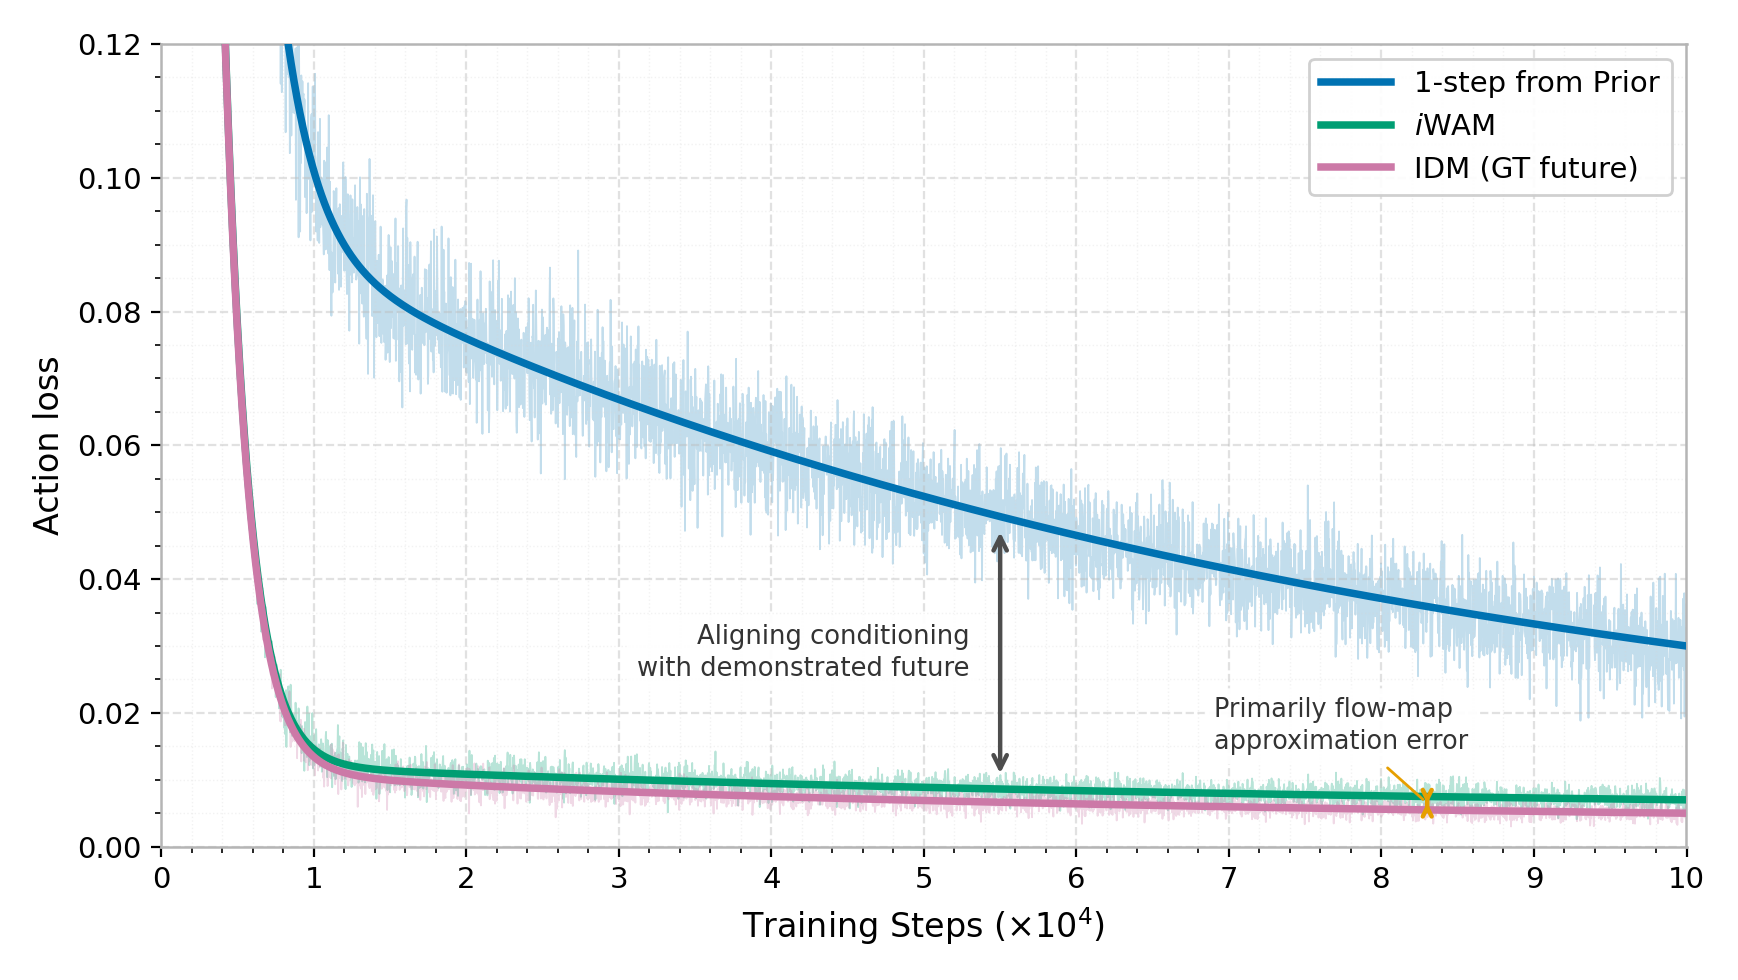 0.12
0.10
0.08
0.06
0.04
0.02
0.00
Action loss
1-step from Prior
iWAM
IDM (GT future)
Aligning conditioning
with demonstrated future
Primarily flow-map
approximation error
0 1 2 3 4 5 6 7 8 9 10
Training Steps (×10⁴)